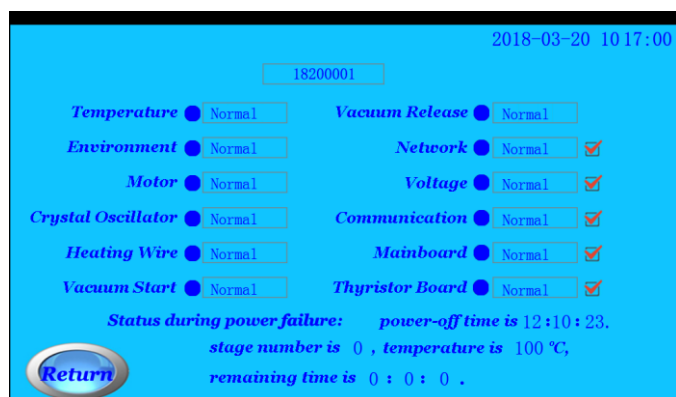 2018-03-20 10 17:00
18200001
Temperature Normal Vacuum Release Normal
Environment Normal Network Normal
Motor Normal Voltage Normal
Crystal Oscillator Normal Communication Normal
Heating Wire Normal Mainboard Normal
Vacuum Start Normal Thyristor Board Normal
Status during power failure: power-off time is 12:10:23.
stage number is 0 , temperature is 100 ℃,
Return remaining time is 0 : 0 : 0 .